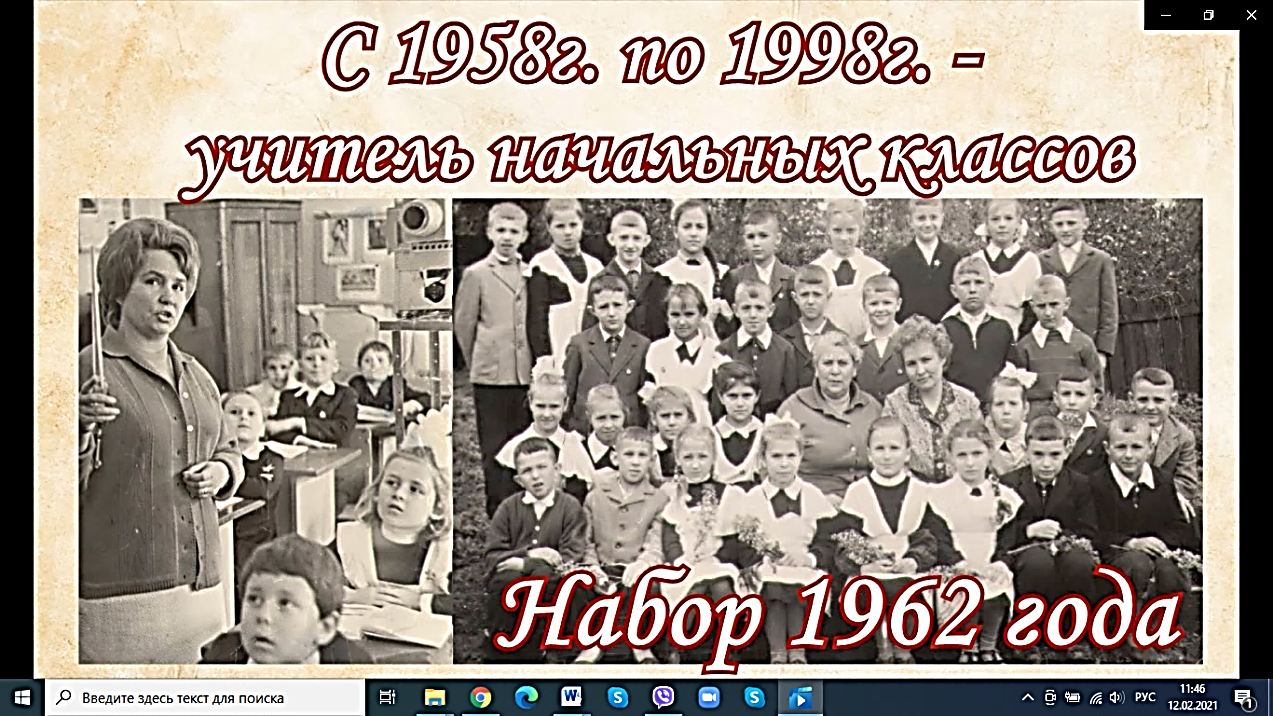 С 1958г. по 1998г. -
учитель начальных классов
Набор 1962 года
Введите здесь текст для поиска
РУС
11:46
12.02.2021
1